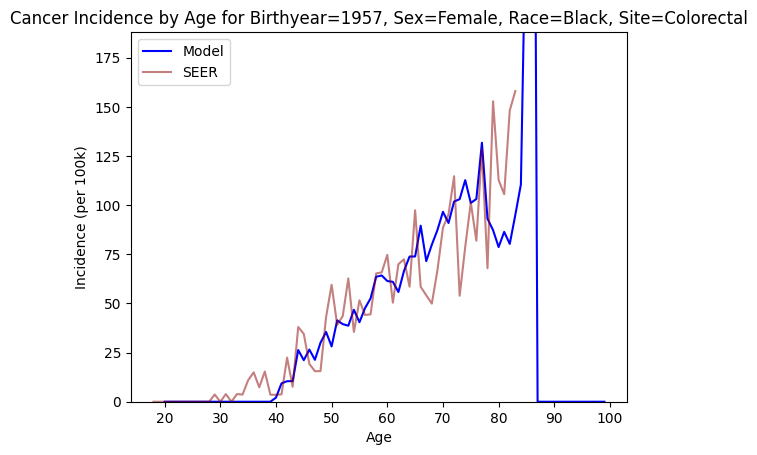 Cancer Incidence by Age for Birthyear=1957, Sex=Female, Race=Black, Site=Colorectal
Model
SEER
175
150
125
100
75
50
25
0
Incidence (per 100k)
20 30 40 50 60 70 80 90 100
Age